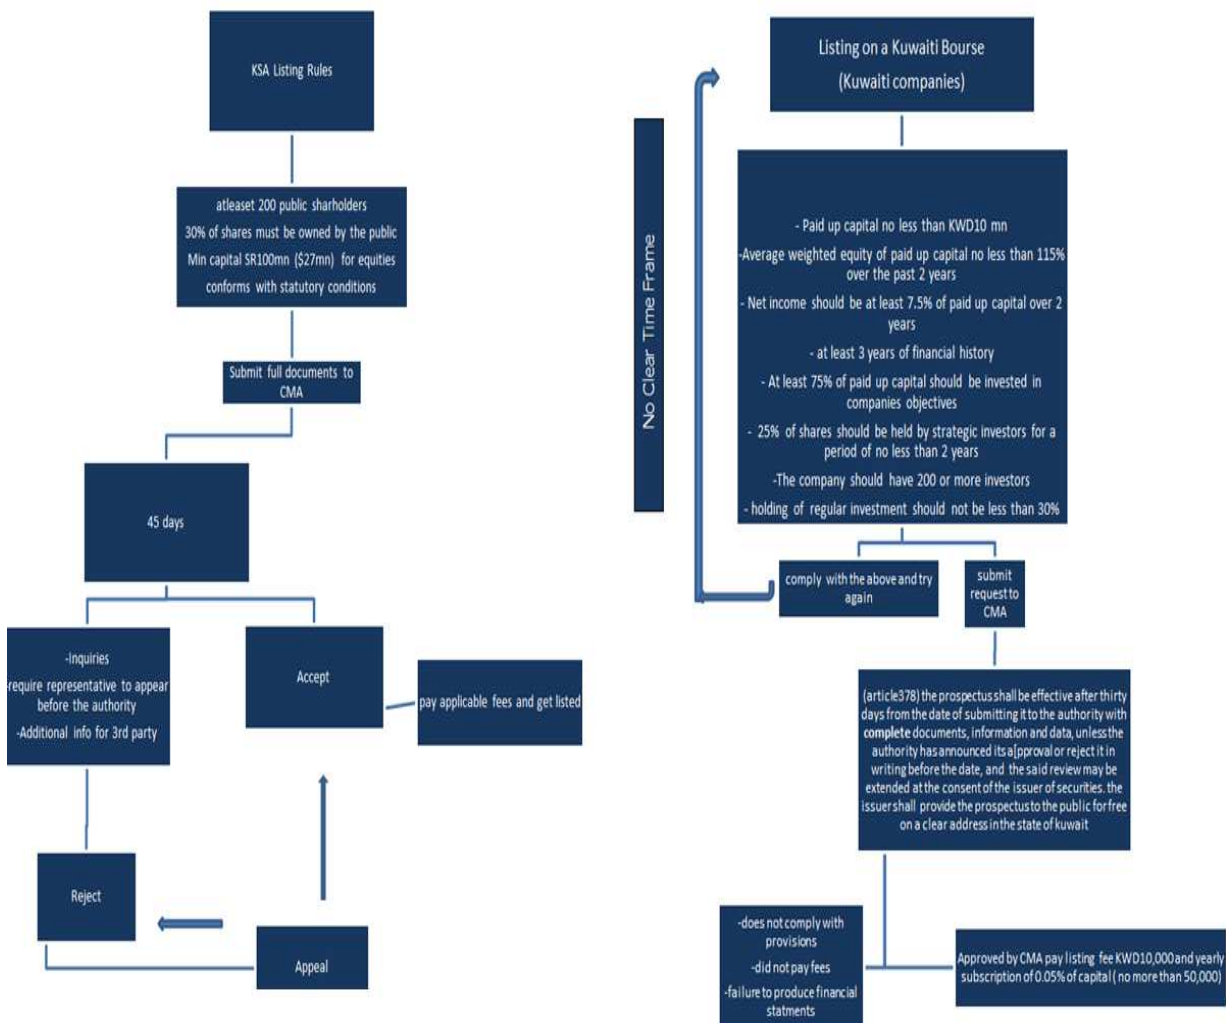 KSA Listing Rules
atleaset 200 public sharholders
30% of shares must be owned by the public
Min capital SR100mn ($27mn) for equities
conforms with statutory conditions
Submit full documents to
CMA
45 days
-Inquiries
-require representative to appear
before the authority
-Additional info for 3rd party
Accept
pay applicable fees and get listed
Reject
Appeal
No Clear Time Frame
Listing on a Kuwaiti Bourse
(Kuwaiti companies)
- Paid up capital no less than KWD10 mn
-Average weighted equity of paid up capital no less than 115%
over the past 2 years
- Net income should be at least 7.5% of paid up capital over 2
years
- at least 3 years of financial history
- At least 75% of paid up capital should be invested in
companies objectives
- 25% of shares should be held by strategic investors for a
period of no less than 2 years
-The company should have 200 or more investors
- holding of regular investment should not be less than 30%
comply with the above and try
again
submit
request to
CMA
(article378) the prospectus shall be effective after thirty
days from the date of submitting it to the authority with
complete documents, information and data, unless the
authority has announced its a[pproval or reject it in
writing before the date, and the said review may be
extended at the consent of the issuer of securities. the
issuer shall provide the prospectus to the public for free
on a clear address in the state of kuwait
-does not comply with
provisions
-did not pay fees
-failure to produce financial
statments
Approved by CMA pay listing fee KWD10,000 and yearly
subscription of 0.05% of capital ( no more than 50,000)